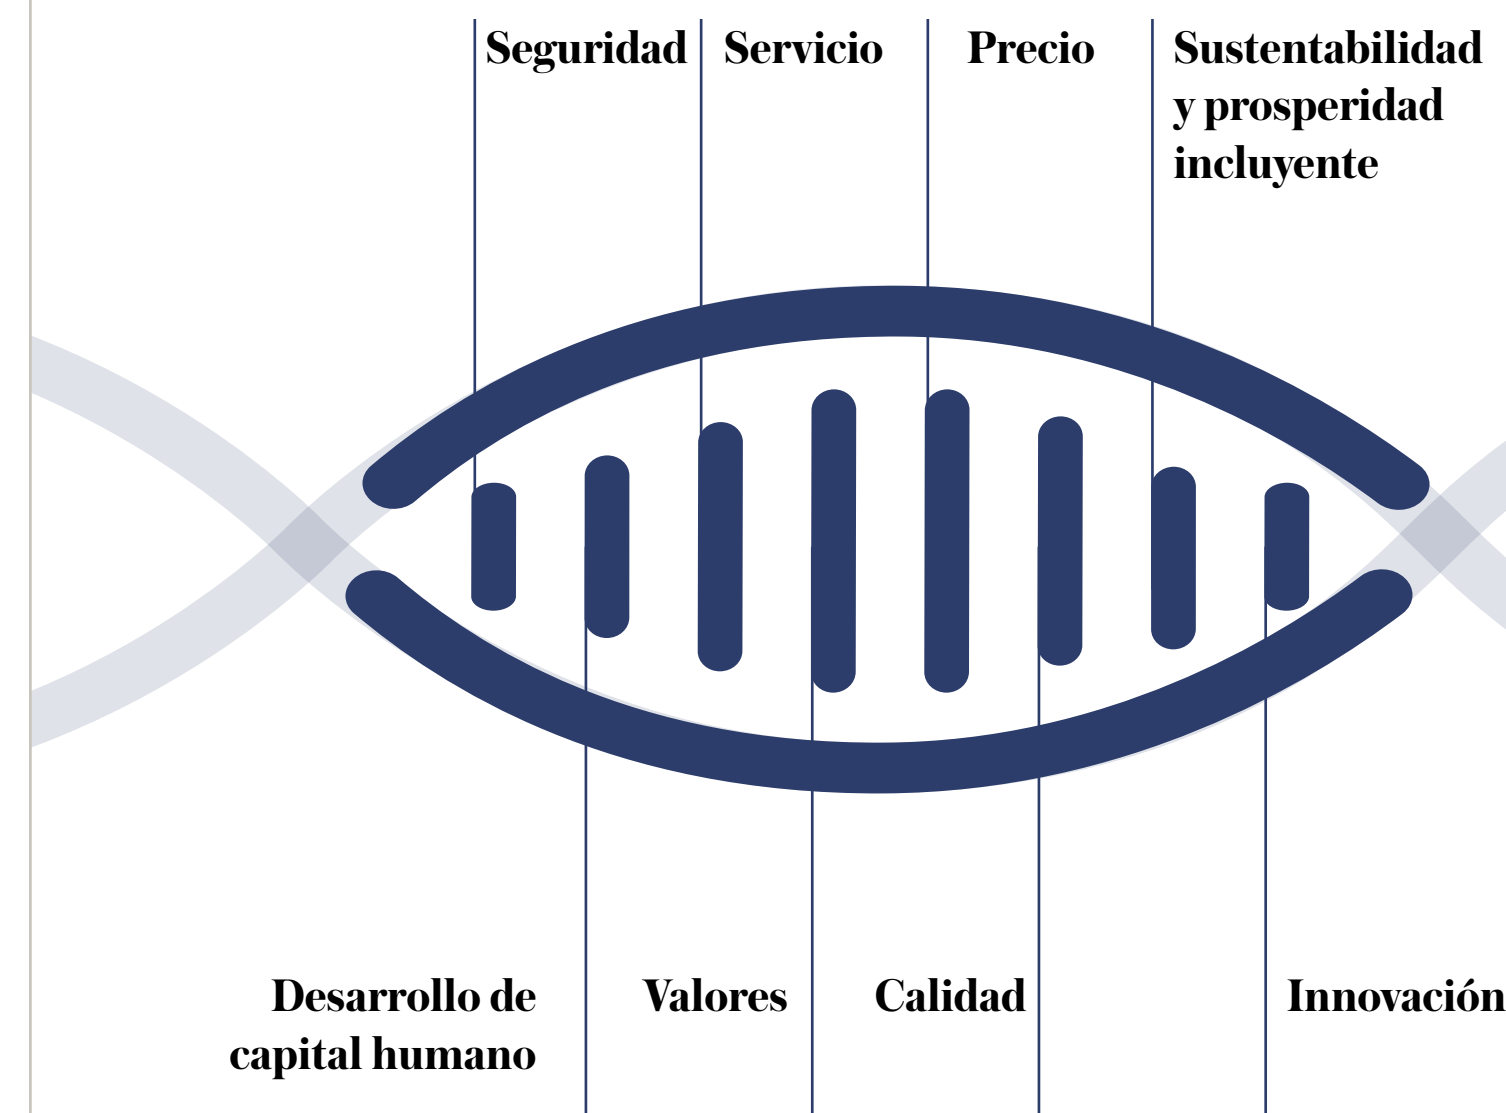 Seguridad
Servicio
Precio
Sustentabilidad
y prosperidad
incluyente
Desarrollo de
capital humano
Valores
Calidad
Innovación